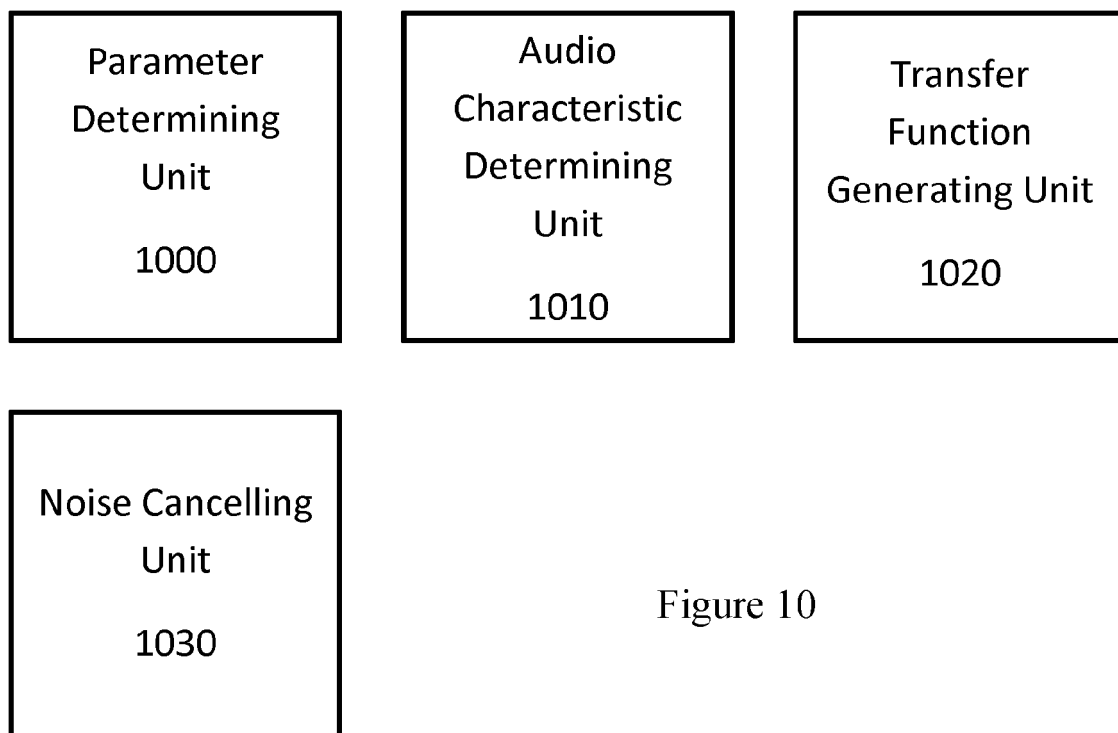 Parameter
Determining
Unit
1000
Audio
Characteristic
Determining
Unit
1010
Transfer
Function
Generating Unit
1020
Noise Cancelling
Unit
1030
Figure 10